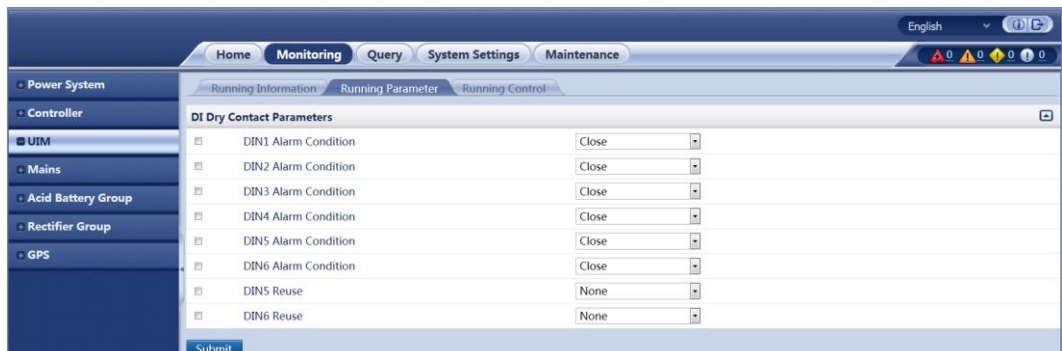 English
Home Monitoring Query System Settings Maintenance
0 0 0 0
Power System
Controller
UIM
Mains
Acid Battery Group
Rectifier Group
GPS
Running Information Running Parameter Running Control
DI Dry Contact Parameters
DIN1 Alarm Condition Close
DIN2 Alarm Condition Close
DIN3 Alarm Condition Close
DIN4 Alarm Condition Close
DIN5 Alarm Condition Close
DIN6 Alarm Condition Close
DIN5 Reuse None
DIN6 Reuse None
Submit